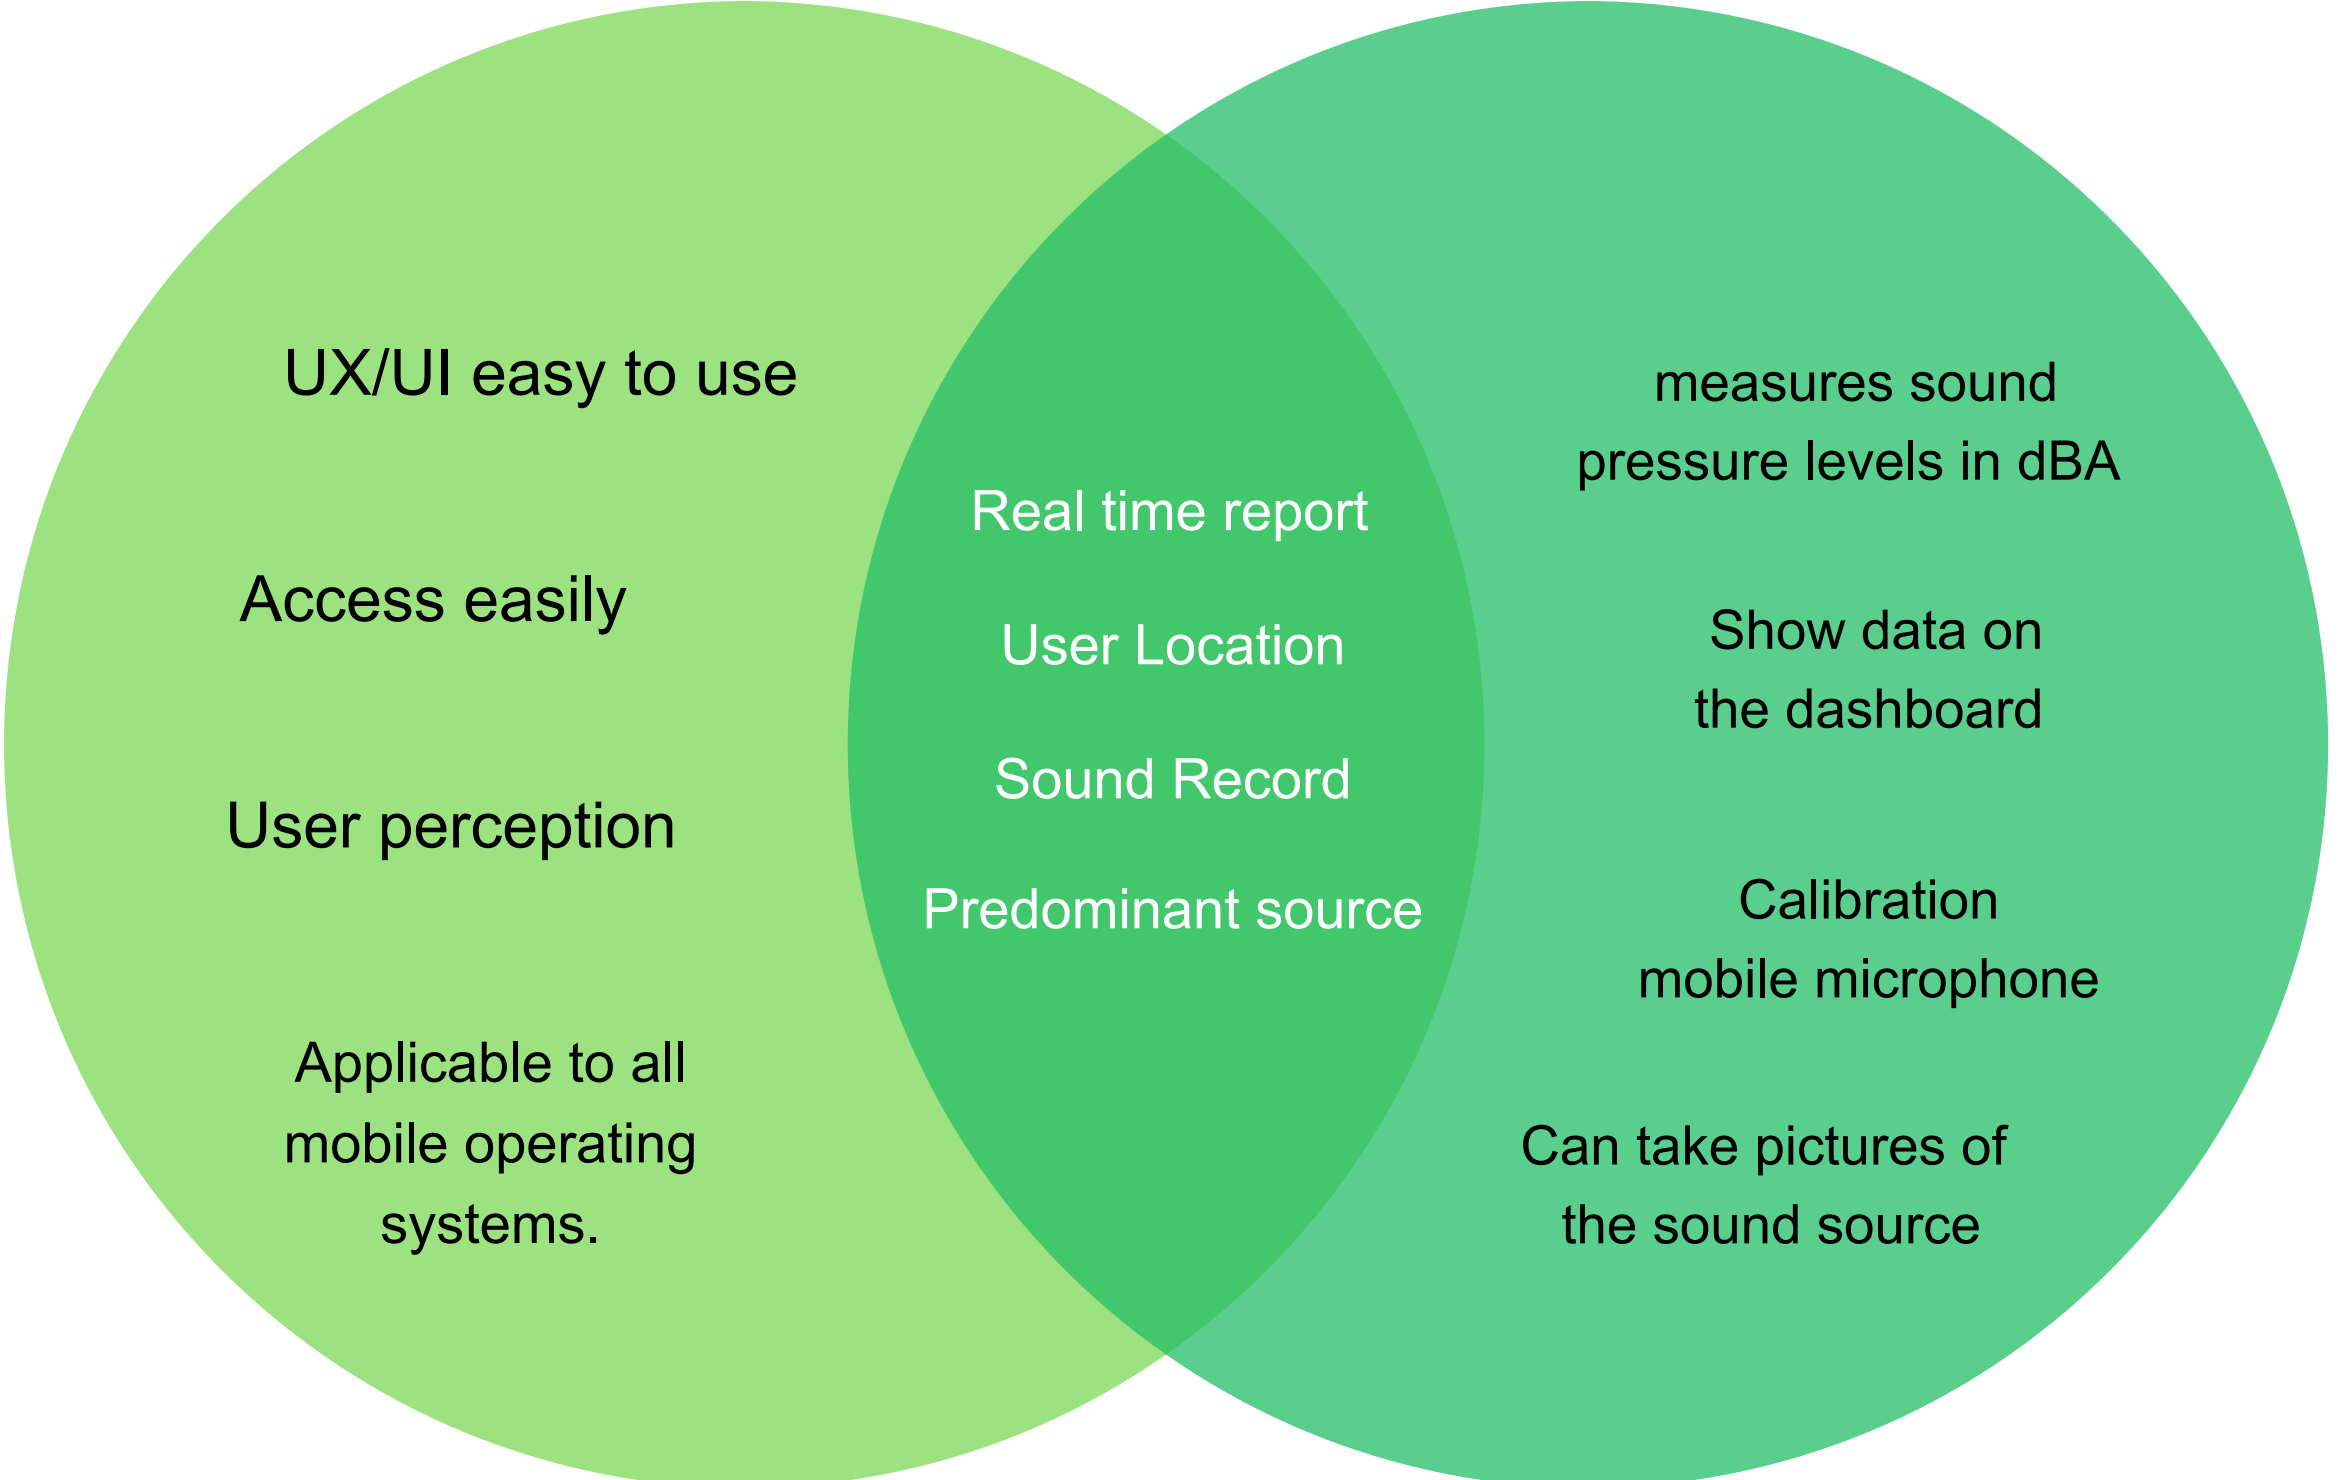 UX/UI easy to use
Access easily
User perception
Applicable to all
mobile operating
systems.
Real time report
User Location
Sound Record
Predominant source
measures sound
pressure levels in dBA
Show data on
the dashboard
Calibration
mobile microphone
Can take pictures of
the sound source